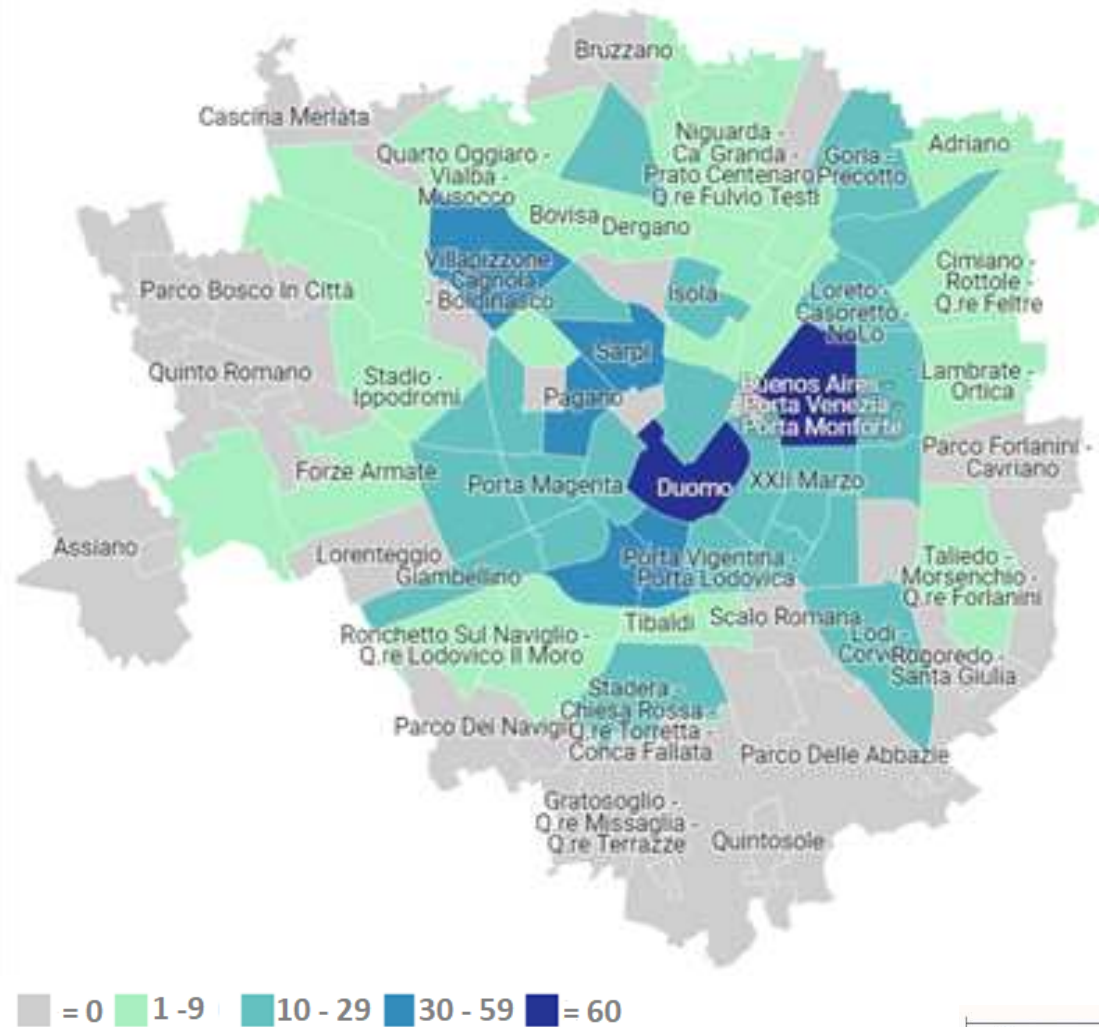 Bruzzano
Cascina Merlata
Niguarda -
Ca' Granda -
Prato Centenaro
Q.re Fulvio Testi
Gorla -
Precotto
Adriano
Quarto Oggiaro -
Vialba -
Musocco
Bovisa
Dergano
Villapizzone
Cagnola
- Boldinasco
Parco Bosco In Città
Isola
Loreto -
Casoretto -
NoLo
Cimiano -
Rottole -
Q.re Feltre
Sarpi
Quinto Romano
Stadio -
Ippodromi
Pagano
Buenos Aires -
Porta Venezia -
Porta Monforte
Lambrate -
Ortica
Parco Forlanini -
Cavriano
Forze Armate
Porta Magenta
Duomo
XXII Marzo
Assiano
Lorenteggio
Giambellino
Porta Vigentina -
Porta Lodovica
Taliedo -
Morsenchio -
Q.re Forlanini
Tibaldi
Scalo Romana
Ronchetto Sul Naviglio -
Q.re Lodovico Il Moro
Lodi -
Corve
Rogoredo -
Santa Giulia
Stadera -
Chiesa Rossa -
Q.re Torretta -
Conca Fallata
Parco Dei Navigli
Parco Delle Abbazie
Gratosoglio -
Q.re Missaglia -
Q.re Terrazze
Quintosole
= 0 1 -9 10 - 29 30 - 59 = 60